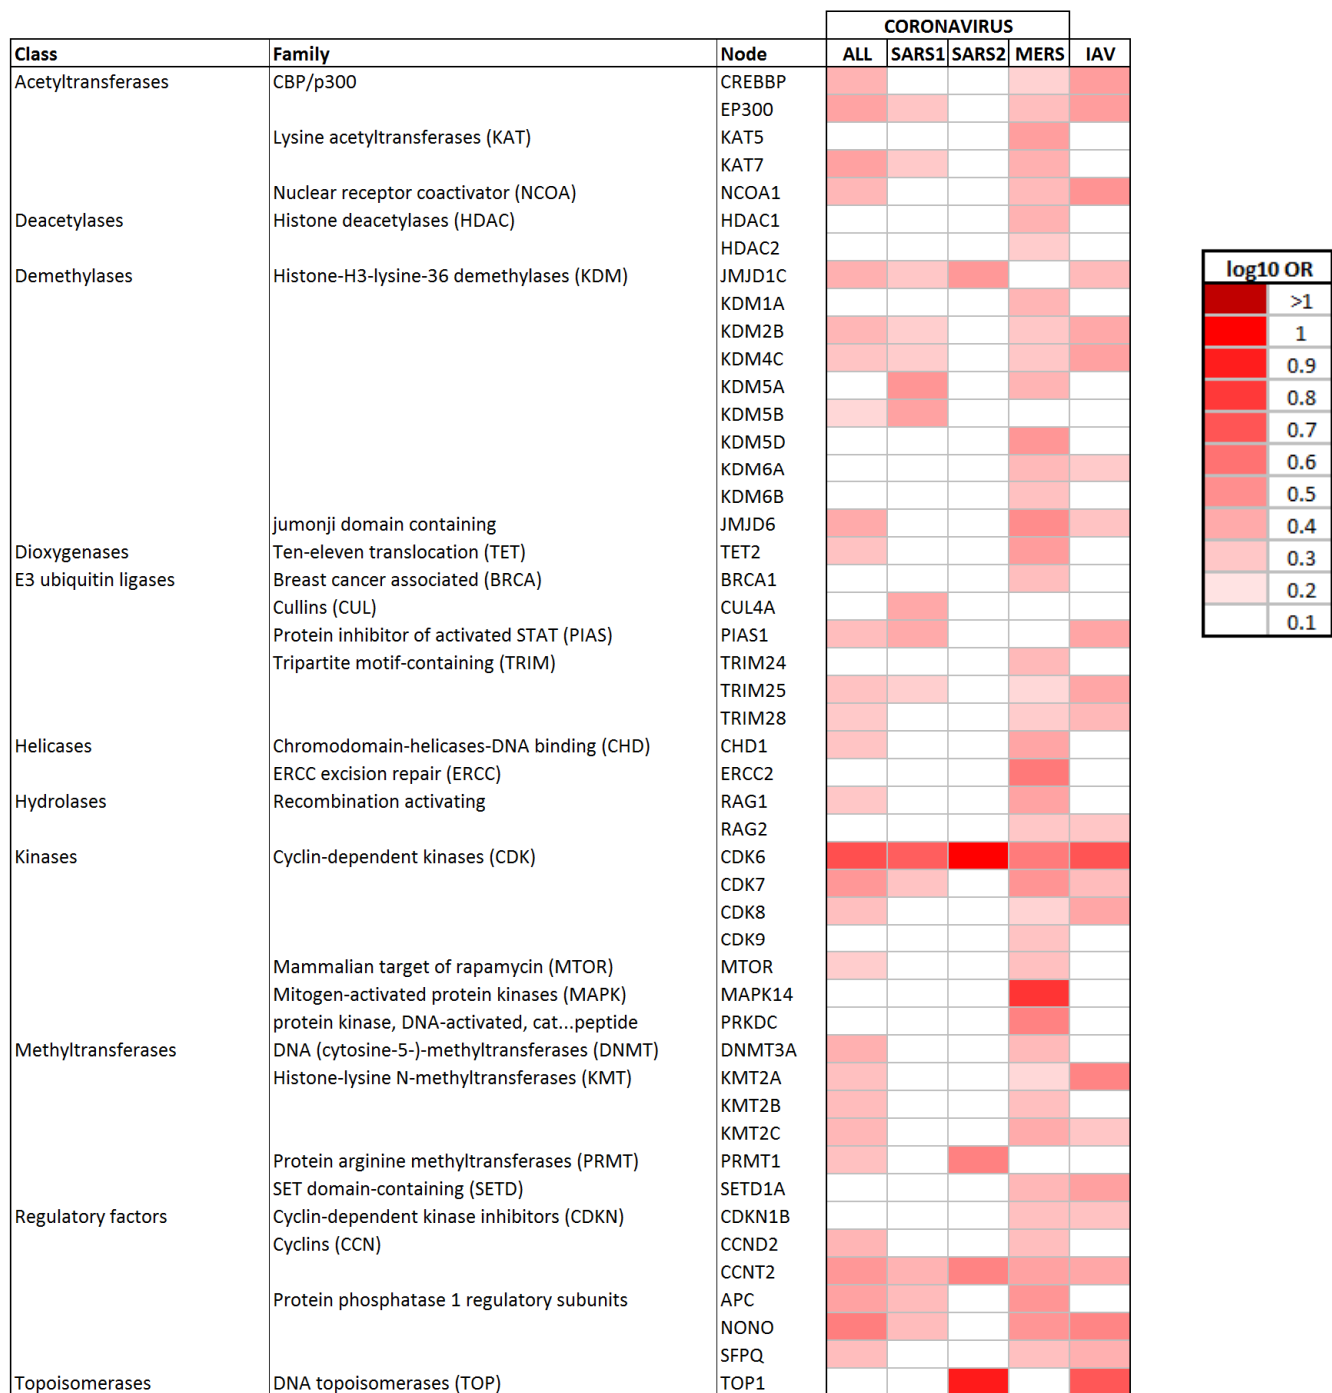 CORONAVIRUS
Class Family Node ALL SARS1 SARS2 MERS IAV
Acetyltransferases CBP/p300 CREBBP
EP300
Lysine acetyltransferases (KAT) KAT5
KAT7
Nuclear receptor coactivator (NCOA) NCOA1
Deacetylases Histone deacetylases (HDAC) HDAC1
HDAC2
Demethylases Histone-H3-lysine-36 demethylases (KDM) JMJD1C
KDM1A
KDM2B
KDM4C
KDM5A
KDM5B
KDM5D
KDM6A
KDM6B
jumonji domain containing JMJD6
Dioxygenases Ten-eleven translocation (TET) TET2
E3 ubiquitin ligases Breast cancer associated (BRCA) BRCA1
Cullins (CUL) CUL4A
Protein inhibitor of activated STAT (PIAS) PIAS1
Tripartite motif-containing (TRIM) TRIM24
TRIM25
TRIM28
Helicases Chromodomain-helicases-DNA binding (CHD) CHD1
ERCC excision repair (ERCC) ERCC2
Hydrolases Recombination activating RAG1
RAG2
Kinases Cyclin-dependent kinases (CDK) CDK6
CDK7
CDK8
CDK9
Mammalian target of rapamycin (MTOR) MTOR
Mitogen-activated protein kinases (MAPK) MAPK14
protein kinase, DNA-activated, cat...peptide PRKDC
Methyltransferases DNA (cytosine-5-)-methyltransferases (DNMT) DNMT3A
Histone-lysine N-methyltransferases (KMT) KMT2A
KMT2B
KMT2C
Protein arginine methyltransferases (PRMT) PRMT1
SET domain-containing (SETD) SETD1A
Regulatory factors Cyclin-dependent kinase inhibitors (CDKN) CDKN1B
Cyclins (CCN) CCND2
CCNT2
Protein phosphatase 1 regulatory subunits APC
NONO
SFPQ
Topoisomerases DNA topoisomerases (TOP) TOP1
log10 OR
>1
1
0.9
0.8
0.7
0.6
0.5
0.4
0.3
0.2
0.1